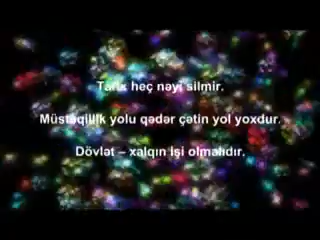 Tarix heç nəyi silmir.
Müstəqillik yolu qədər çətin yol yoxdur.
Dövlət – xalqın işi olmalıdır.